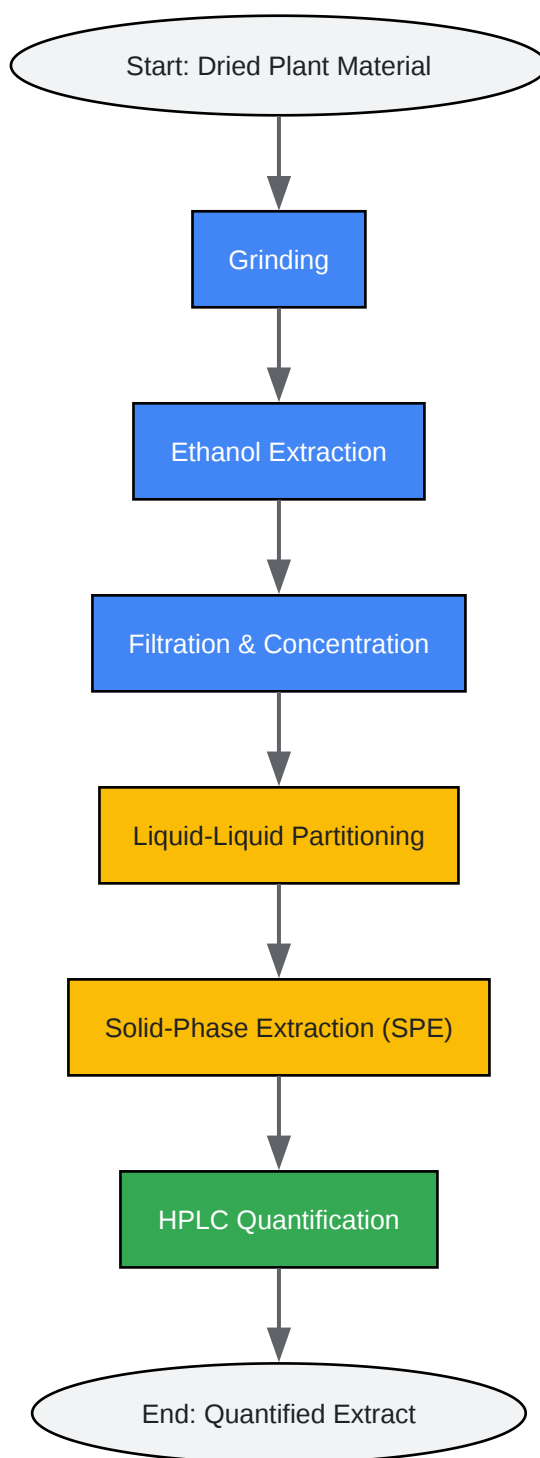 Start: Dried Plant Material
Grinding
Ethanol Extraction
Filtration & Concentration
Liquid-Liquid Partitioning
Solid-Phase Extraction (SPE)
HPLC Quantification
End: Quantified Extract